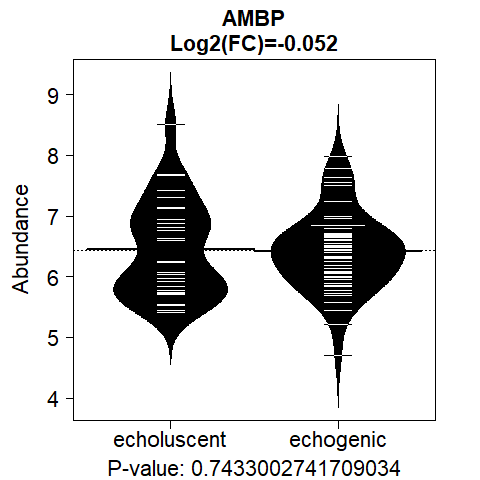 AMBP
Log2(FC)=-0.052
Abundance
9
8
7
6
5
4
echoluscent echogenic
P-value: 0.7433002741709034